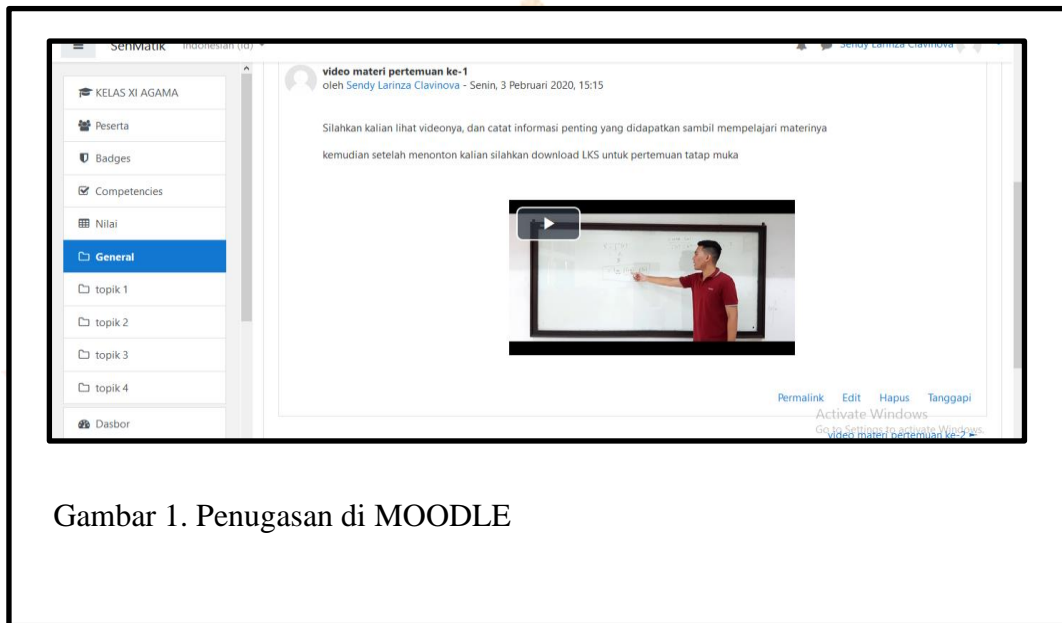 SenMatik Indonesian (id)
Sendy Larinza Clavinova
KELAS XI AGAMA
Peserta
Badges
Competencies
Nilai
General
topik 1
topik 2
topik 3
topik 4
Dasbor
video materi pertemuan ke-1
oleh Sendy Larinza Clavinova - Senin, 3 Pebruari 2020, 15:15
Silahkan kalian lihat videonya, dan catat informasi penting yang didapatkan sambil mempelajari materinya
kemudian setelah menonton kalian silahkan download LKS untuk pertemuan tatap muka
Permalink Edit Hapus Tanggapi
Activate Windows
Go to Settings to activate Windows.
video materi pertemuan ke-2
Gambar 1. Penugasan di MOODLE